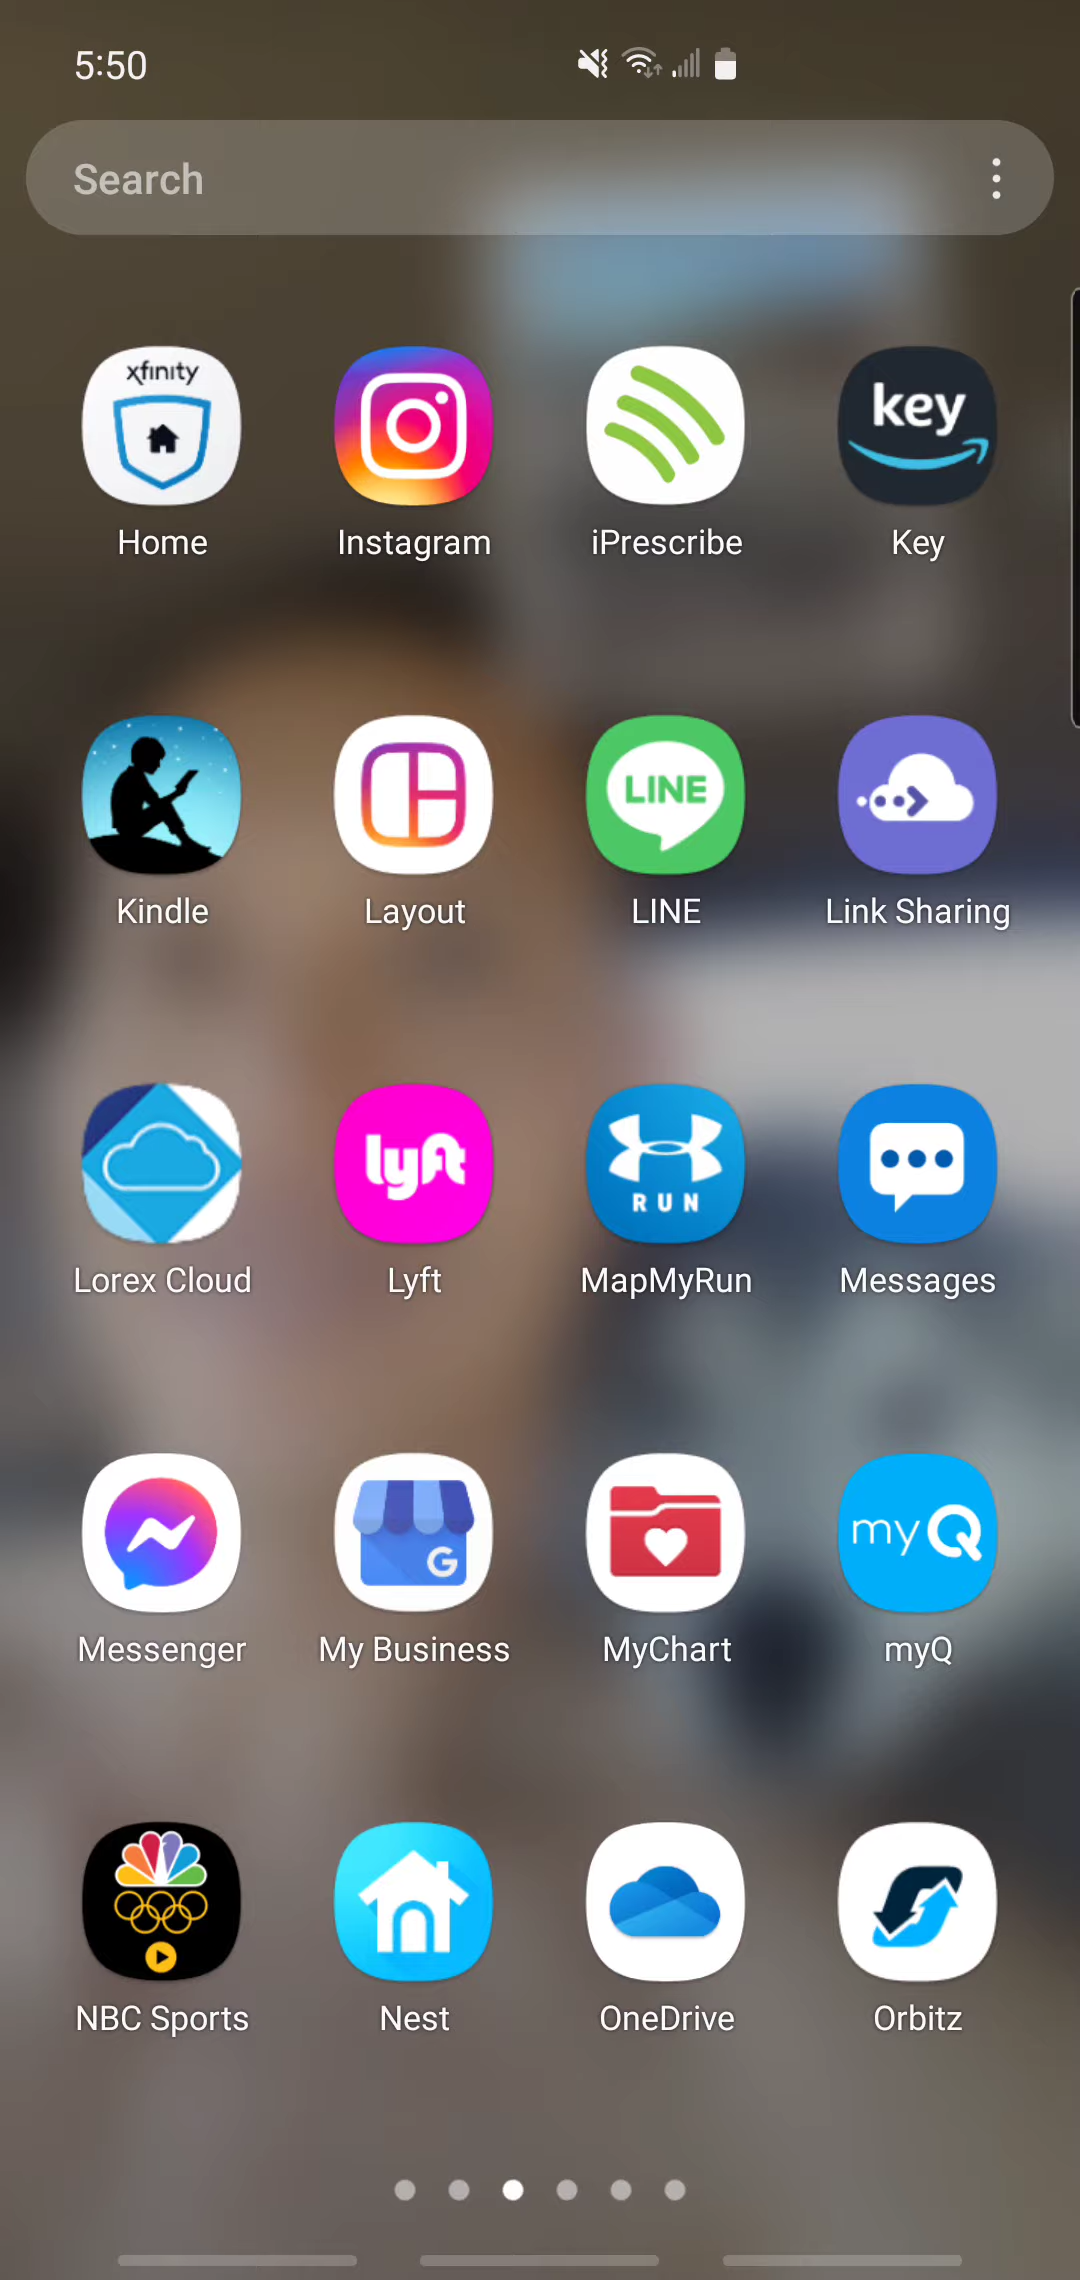 5:50
Search
xfinity
key
Home Instagram iPrescribe Key
LINE
Kindle Layout LINE Link Sharing
lyft
RUN
Lorex Cloud Lyft MapMyRun Messages
G
myQ
Messenger My Business MyChart myQ
NBC Sports Nest OneDrive Orbitz